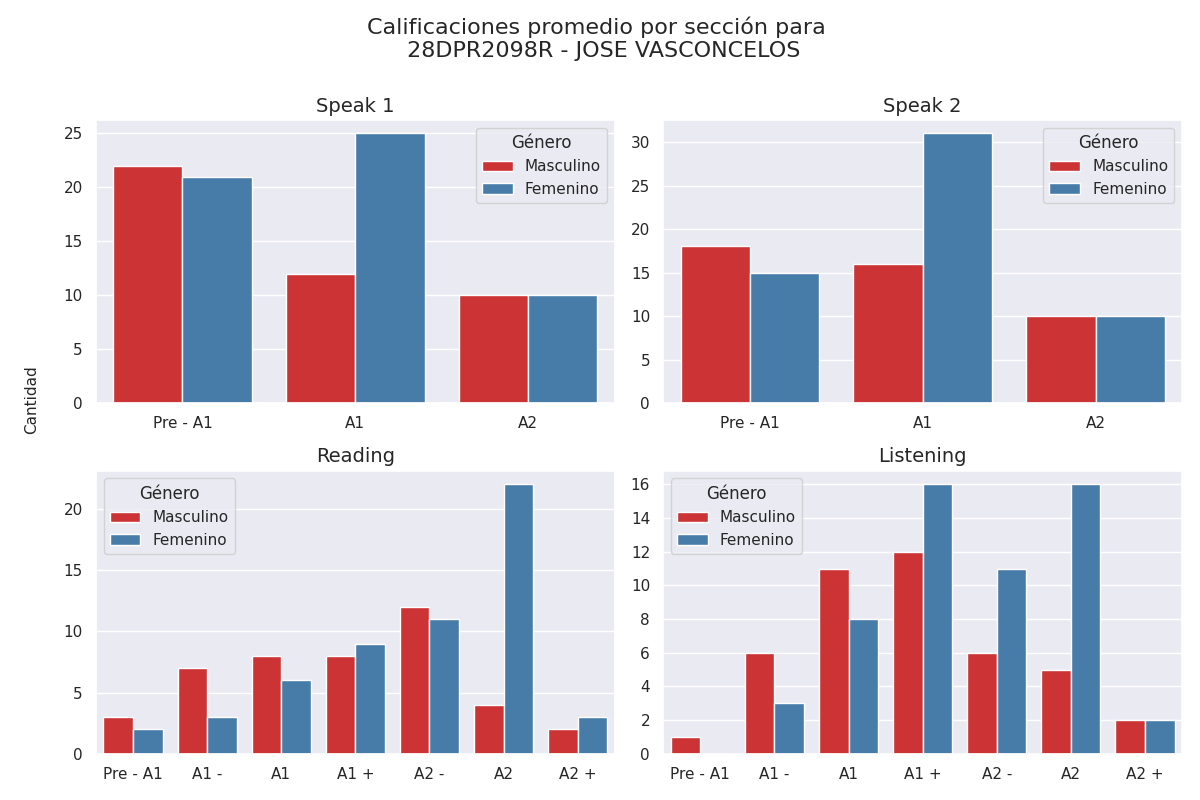 Calificaciones promedio por sección para
28DPR2098R - JOSE VASCONCELOS
Cantidad
Speak 1
25
20
15
10
5
0
Pre - A1
A1
A2
Género
Masculino
Femenino
Speak 2
30
25
20
15
10
5
0
Pre - A1
A1
A2
Género
Masculino
Femenino
Reading
20
15
10
5
0
Pre - A1
A1 -
A1
A1 +
A2 -
A2
A2 +
Género
Masculino
Femenino
Listening
16
14
12
10
8
6
4
2
0
Pre - A1
A1 -
A1
A1 +
A2 -
A2
A2 +
Género
Masculino
Femenino